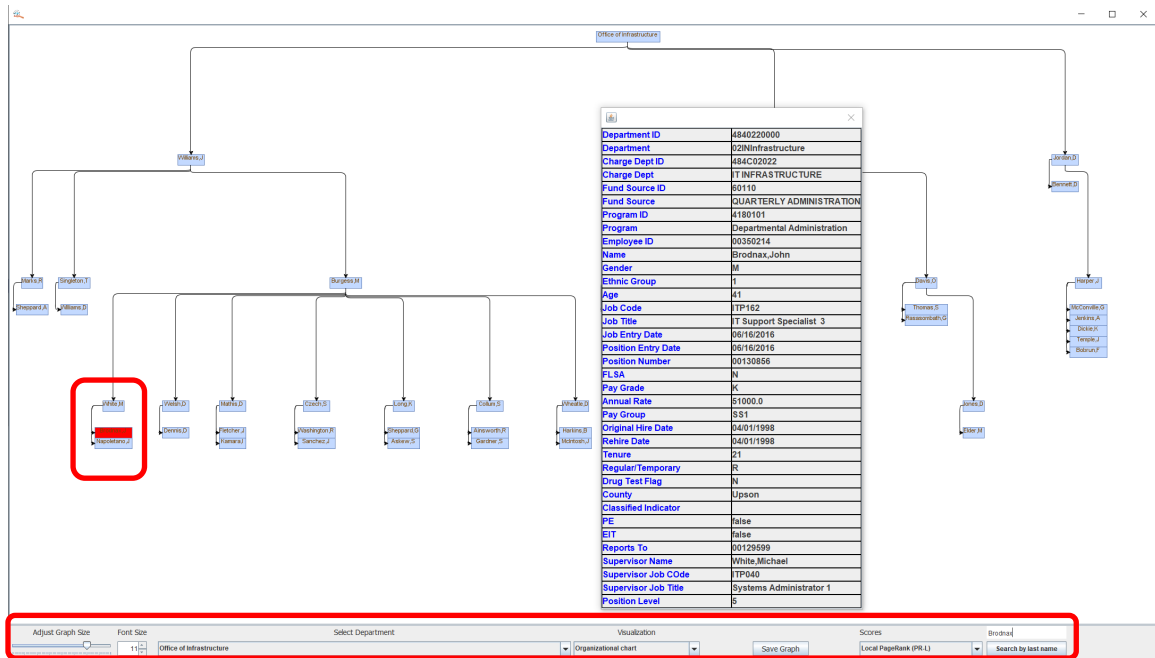 Office of Infrastructure
Williams,J
Jordan,D
Bennett,D
Marks,R
Singleton,T
Burgess,M
Davis,O
Harper,J
Sheppard,A
Williams,D
Thomas,S
Rasasombath,G
McConville,G
Jenkins,A
Dickie,K
Temple,J
Bobrun,F
White,M
Welsh,D
Mathis,D
Czech,S
Long,K
Collum,S
Wheatle,D
Jones,D
Napoletano,J
Dennis,D
Fletcher,J
Kamara,I
Washington,R
Sanchez,J
Sheppard,G
Askew,S
Ainsworth,R
Gardner,S
Harkins,B
McIntosh,J
Elder,M
Department ID 4840220000
Department 02INInfrastructure
Charge Dept ID 484C02022
Charge Dept IT INFRASTRUCTURE
Fund Source ID 60110
Fund Source QUARTERLY ADMINISTRATION
Program ID 4180101
Program Departmental Administration
Employee ID 00350214
Name Brodnax,John
Gender M
Ethnic Group 1
Age 41
Job Code ITP162
Job Title IT Support Specialist 3
Job Entry Date 06/16/2016
Position Entry Date 06/16/2016
Position Number 00130856
FLSA N
Pay Grade K
Annual Rate 51000.0
Pay Group SS1
Original Hire Date 04/01/1998
Rehire Date 04/01/1998
Tenure 21
Regular/Temporary R
Drug Test Flag N
County Upson
Classified Indicator
PE false
EIT false
Reports To 00129599
Supervisor Name White,Michael
Supervisor Job COde ITP040
Supervisor Job Title Systems Administrator 1
Position Level 5
Adjust Graph Size Font Size Select Department Visualization Scores Brodnax
11 Office of Infrastructure Organizational chart Save Graph Local PageRank (PR-L) Search by last name